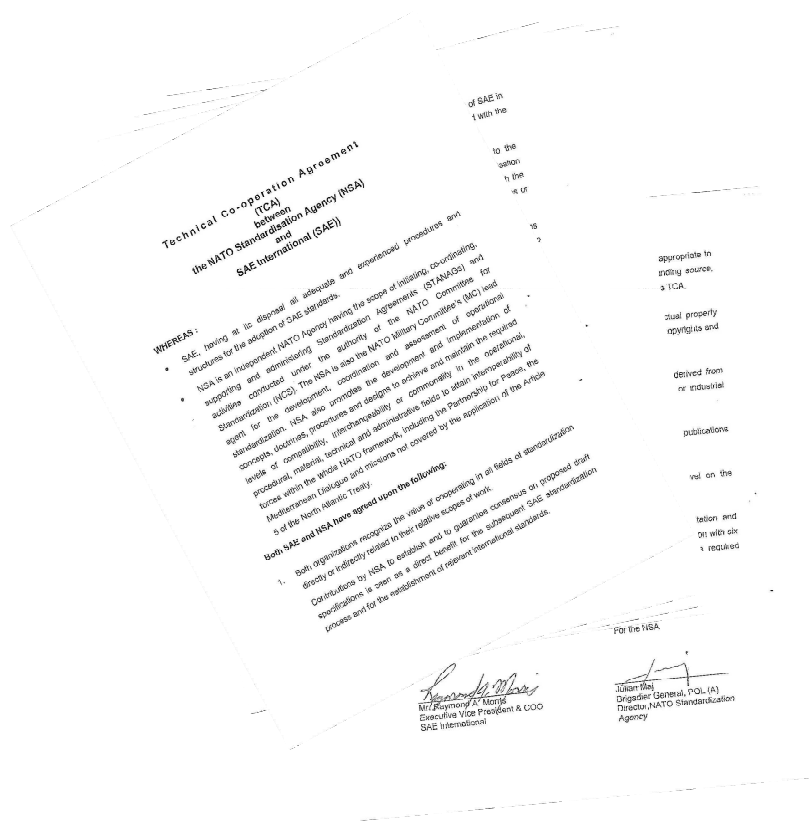 Technical Co-operation Agreement
(TCA)
between
the NATO Standardisation Agency (NSA)
and
SAE International (SAE))
WHEREAS :
• SAE, having at its disposal all adequate and experienced procedures and
structures for the adoption of SAE standards.
• NSA is an independent NATO Agency having the scope of initiating, co-ordinating,
supporting and administering Standardization Agreements (STANAGs) and
activities conducted under the authority of the NATO Committee for
Standardization (NCS). The NSA is also the NATO Military Committee's (MC) lead
agent for the development, coordination and assessment of operational
standardization. NSA also promotes the development and implementation of
concepts, doctrines, procedures and designs to achieve and maintain the required
levels of compatibility, interchangeability or commonality in the operational,
procedural, material, technical and administrative fields to attain interoperability of
forces within the whole NATO framework, including the Partnership for Peace, the
Mediterranean Dialogue and missions not covered by the application of the Article
5 of the North Atlantic Treaty.
Both SAE and NSA have agreed upon the following:
1. Both organizations recognize the value of cooperating in all fields of standardization
directly or indirectly related to their relative scopes of work.
Contributions by NSA to establish and to guarantee consensus on proposed draft
specifications is seen as a direct benefit for the subsequent SAE standardization
process and for the establishment of relevant international standards.
of SAE in
with the
to the
the
appropriate to
source,
TCA.
property
and
derived from
or industrial
publications
on the
and
with six
required
For the NSA
Raymond A. Morris
Mr. Raymond A. Morris
Executive Vice President & COO
SAE International
Julian Maj
Brigadier General, POL (A)
Director, NATO Standardization
Agency